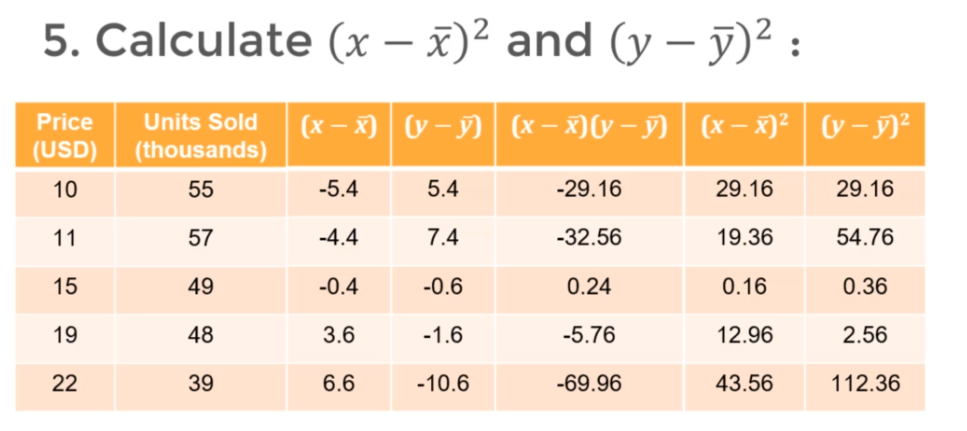 5. Calculate (x − x̄)² and (y − ȳ)² :
Price (USD) Units Sold (thousands) (x − x̄) (y − ȳ) (x − x̄)(y − ȳ) (x − x̄)² (y − ȳ)²
10 55 -5.4 5.4 -29.16 29.16 29.16
11 57 -4.4 7.4 -32.56 19.36 54.76
15 49 -0.4 -0.6 0.24 0.16 0.36
19 48 3.6 -1.6 -5.76 12.96 2.56
22 39 6.6 -10.6 -69.96 43.56 112.36